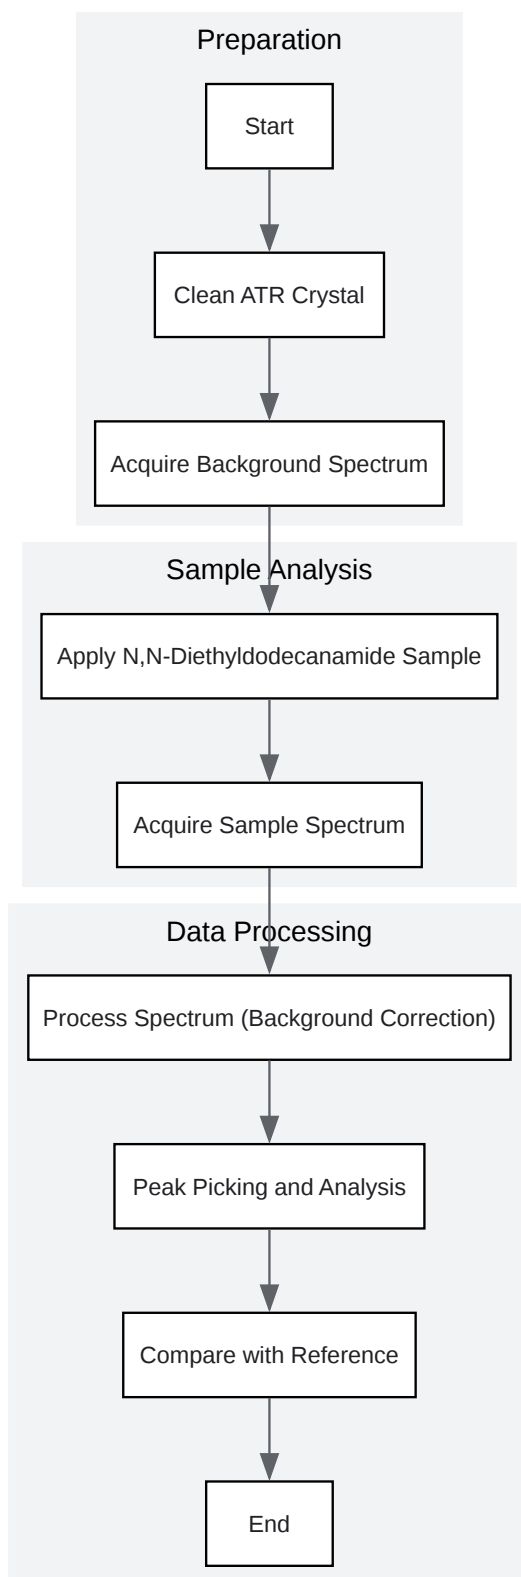 Preparation
Start
Clean ATR Crystal
Acquire Background Spectrum
Sample Analysis
Apply N,N-Diethyldodecanamide Sample
Acquire Sample Spectrum
Data Processing
Process Spectrum (Background Correction)
Peak Picking and Analysis
Compare with Reference
End